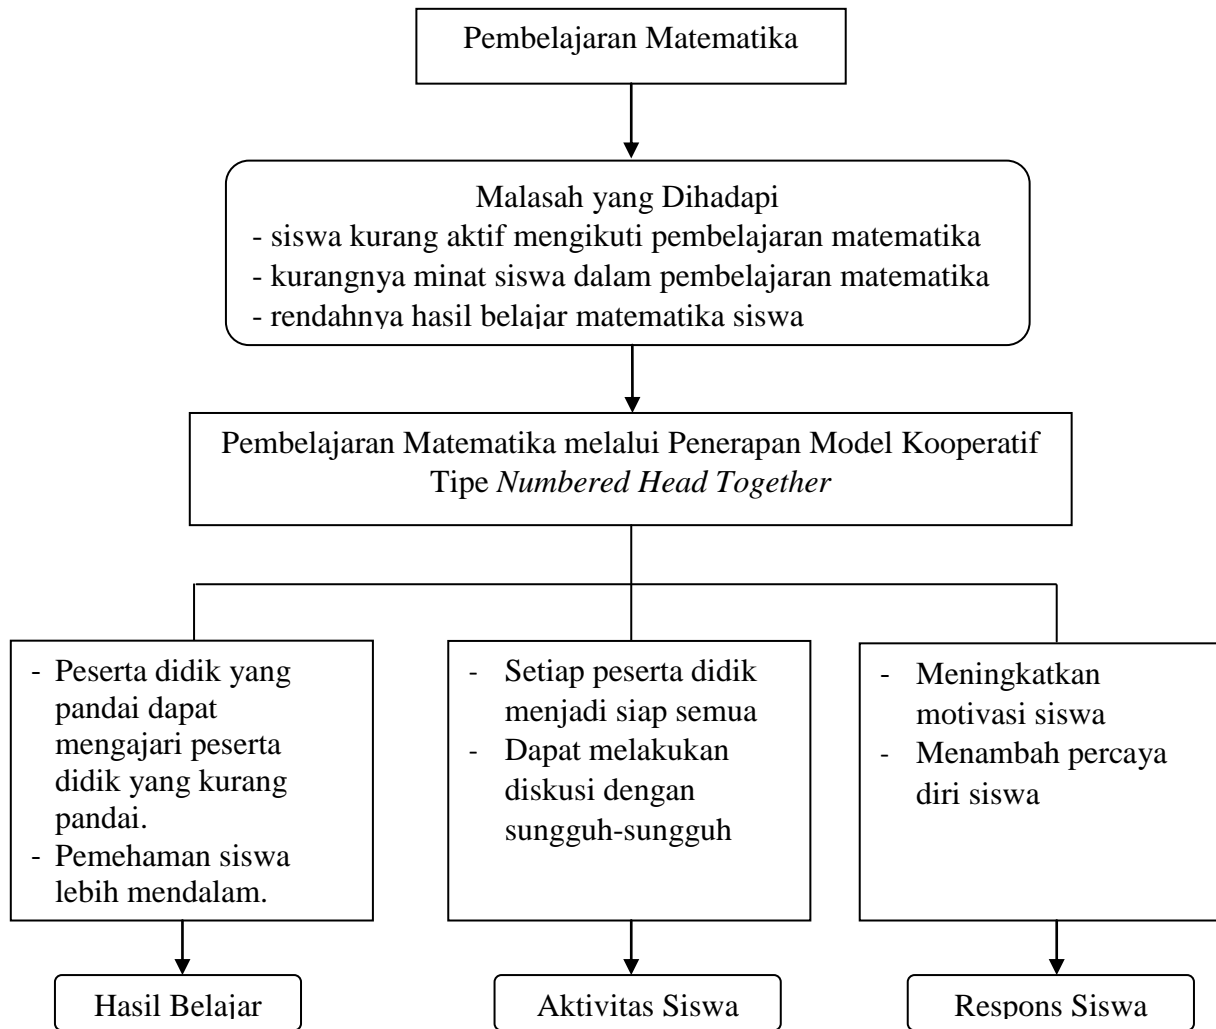 Pembelajaran Matematika
Malasah yang Dihadapi
- siswa kurang aktif mengikuti pembelajaran matematika
- kurangnya minat siswa dalam pembelajaran matematika
- rendahnya hasil belajar matematika siswa
Pembelajaran Matematika melalui Penerapan Model Kooperatif
Tipe Numbered Head Together
- Peserta didik yang
pandai dapat
mengajari peserta
didik yang kurang
pandai.
- Pemehaman siswa
lebih mendalam.
- Setiap peserta didik
menjadi siap semua
- Dapat melakukan
diskusi dengan
sungguh-sungguh
- Meningkatkan
motivasi siswa
- Menambah percaya
diri siswa
Hasil Belajar
Aktivitas Siswa
Respons Siswa